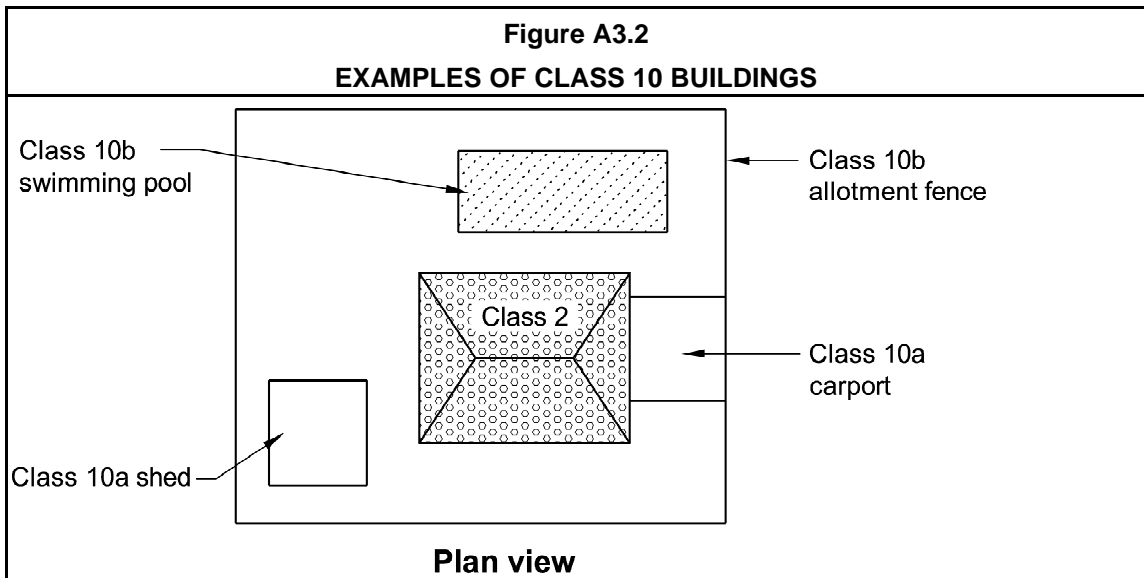 Figure A3.2
EXAMPLES OF CLASS 10 BUILDINGS
Class 10b
swimming pool
Class 10b
allotment fence
Class 2
Class 10a
carport
Class 10a shed
Plan view